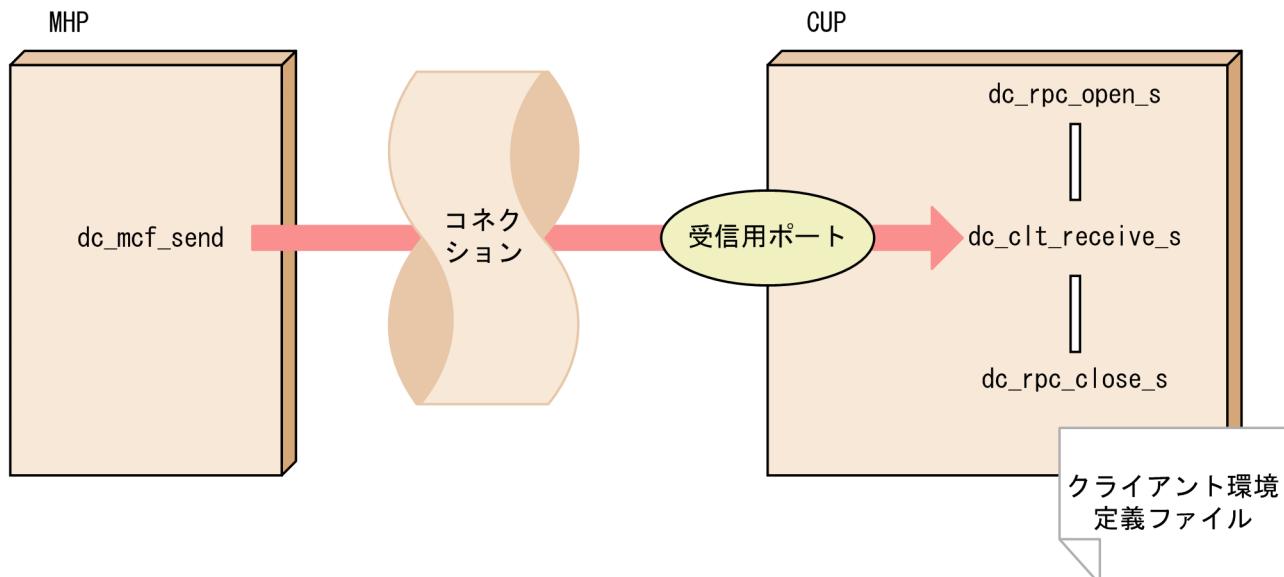 MHP
CUP
dc_rpc_open_s
dc_mcf_send
コネク
ション
受信用ポート
dc_clt_receive_s
dc_rpc_close_s
クライアント環境
定義ファイル